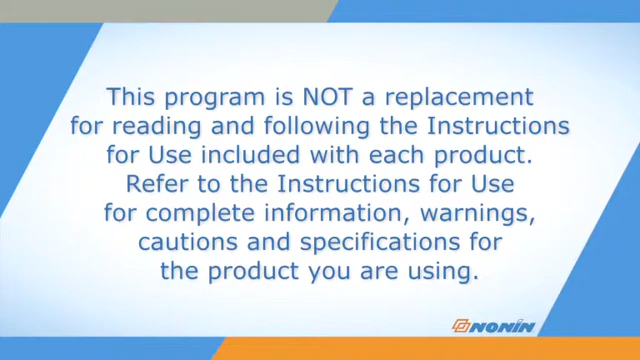 This program is NOT a replacement
for reading and following the Instructions
for Use included with each product.
Refer to the Instructions for Use
for complete information, warnings,
cautions and specifications for
the product you are using.
NONIN